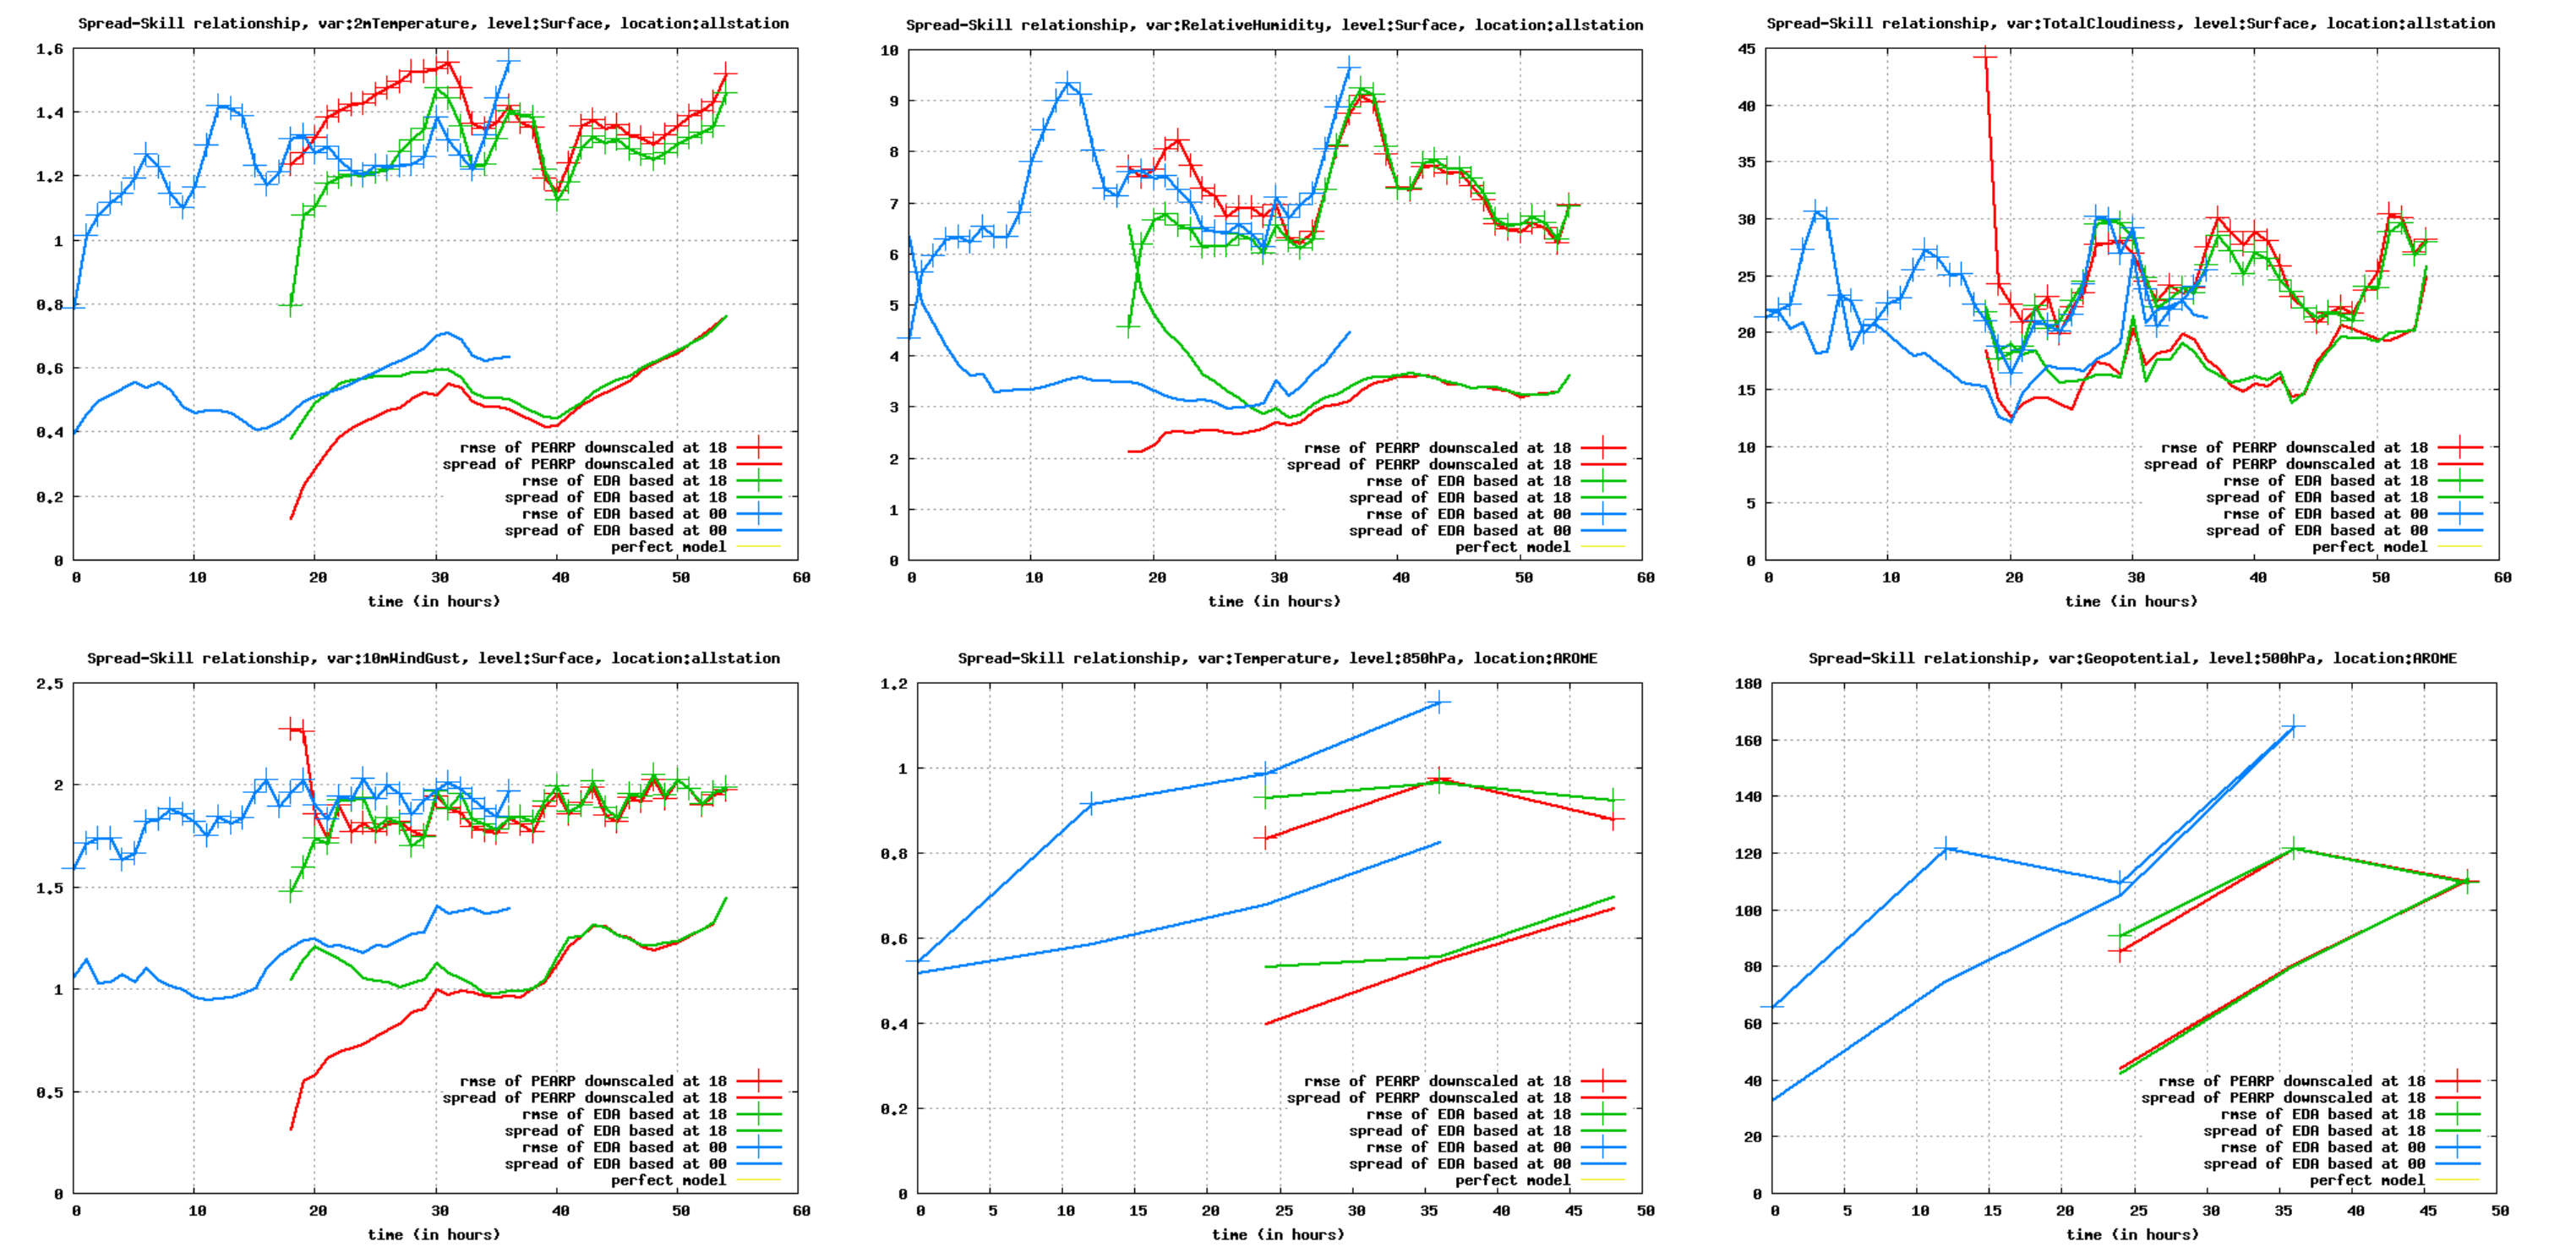 Spread-Skill relationship, var:2mTemperature, level:Surface, location:allstation
1.6
1.4
1.2
1
0.8
0.6
0.4
0.2
0
rmse of PEARP downscaled at 18
spread of PEARP downscaled at 18
rmse of EDA based at 18
spread of EDA based at 18
rmse of EDA based at 00
spread of EDA based at 00
perfect model
0 10 20 30 40 50 60
time (in hours)
Spread-Skill relationship, var:RelativeHumidity, level:Surface, location:allstation
10
9
8
7
6
5
4
3
2
1
0
rmse of PEARP downscaled at 18
spread of PEARP downscaled at 18
rmse of EDA based at 18
spread of EDA based at 18
rmse of EDA based at 00
spread of EDA based at 00
perfect model
0 10 20 30 40 50 60
time (in hours)
Spread-Skill relationship, var:TotalCloudiness, level:Surface, location:allstation
45
40
35
30
25
20
15
10
5
0
rmse of PEARP downscaled at 18
spread of PEARP downscaled at 18
rmse of EDA based at 18
spread of EDA based at 18
rmse of EDA based at 00
spread of EDA based at 00
perfect model
0 10 20 30 40 50 60
time (in hours)
Spread-Skill relationship, var:10mWindGust, level:Surface, location:allstation
2.5
2
1.5
1
0.5
0
rmse of PEARP downscaled at 18
spread of PEARP downscaled at 18
rmse of EDA based at 18
spread of EDA based at 18
rmse of EDA based at 00
spread of EDA based at 00
perfect model
0 10 20 30 40 50 60
time (in hours)
Spread-Skill relationship, var:Temperature, level:850hPa, location:AROME
1.2
1
0.8
0.6
0.4
0.2
0
rmse of PEARP downscaled at 18
spread of PEARP downscaled at 18
rmse of EDA based at 18
spread of EDA based at 18
rmse of EDA based at 00
spread of EDA based at 00
perfect model
0 5 10 15 20 25 30 35 40 45 50
time (in hours)
Spread-Skill relationship, var:Geopotential, level:500hPa, location:AROME
180
160
140
120
100
80
60
40
20
0
rmse of PEARP downscaled at 18
spread of PEARP downscaled at 18
rmse of EDA based at 18
spread of EDA based at 18
rmse of EDA based at 00
spread of EDA based at 00
perfect model
0 5 10 15 20 25 30 35 40 45 50
time (in hours)